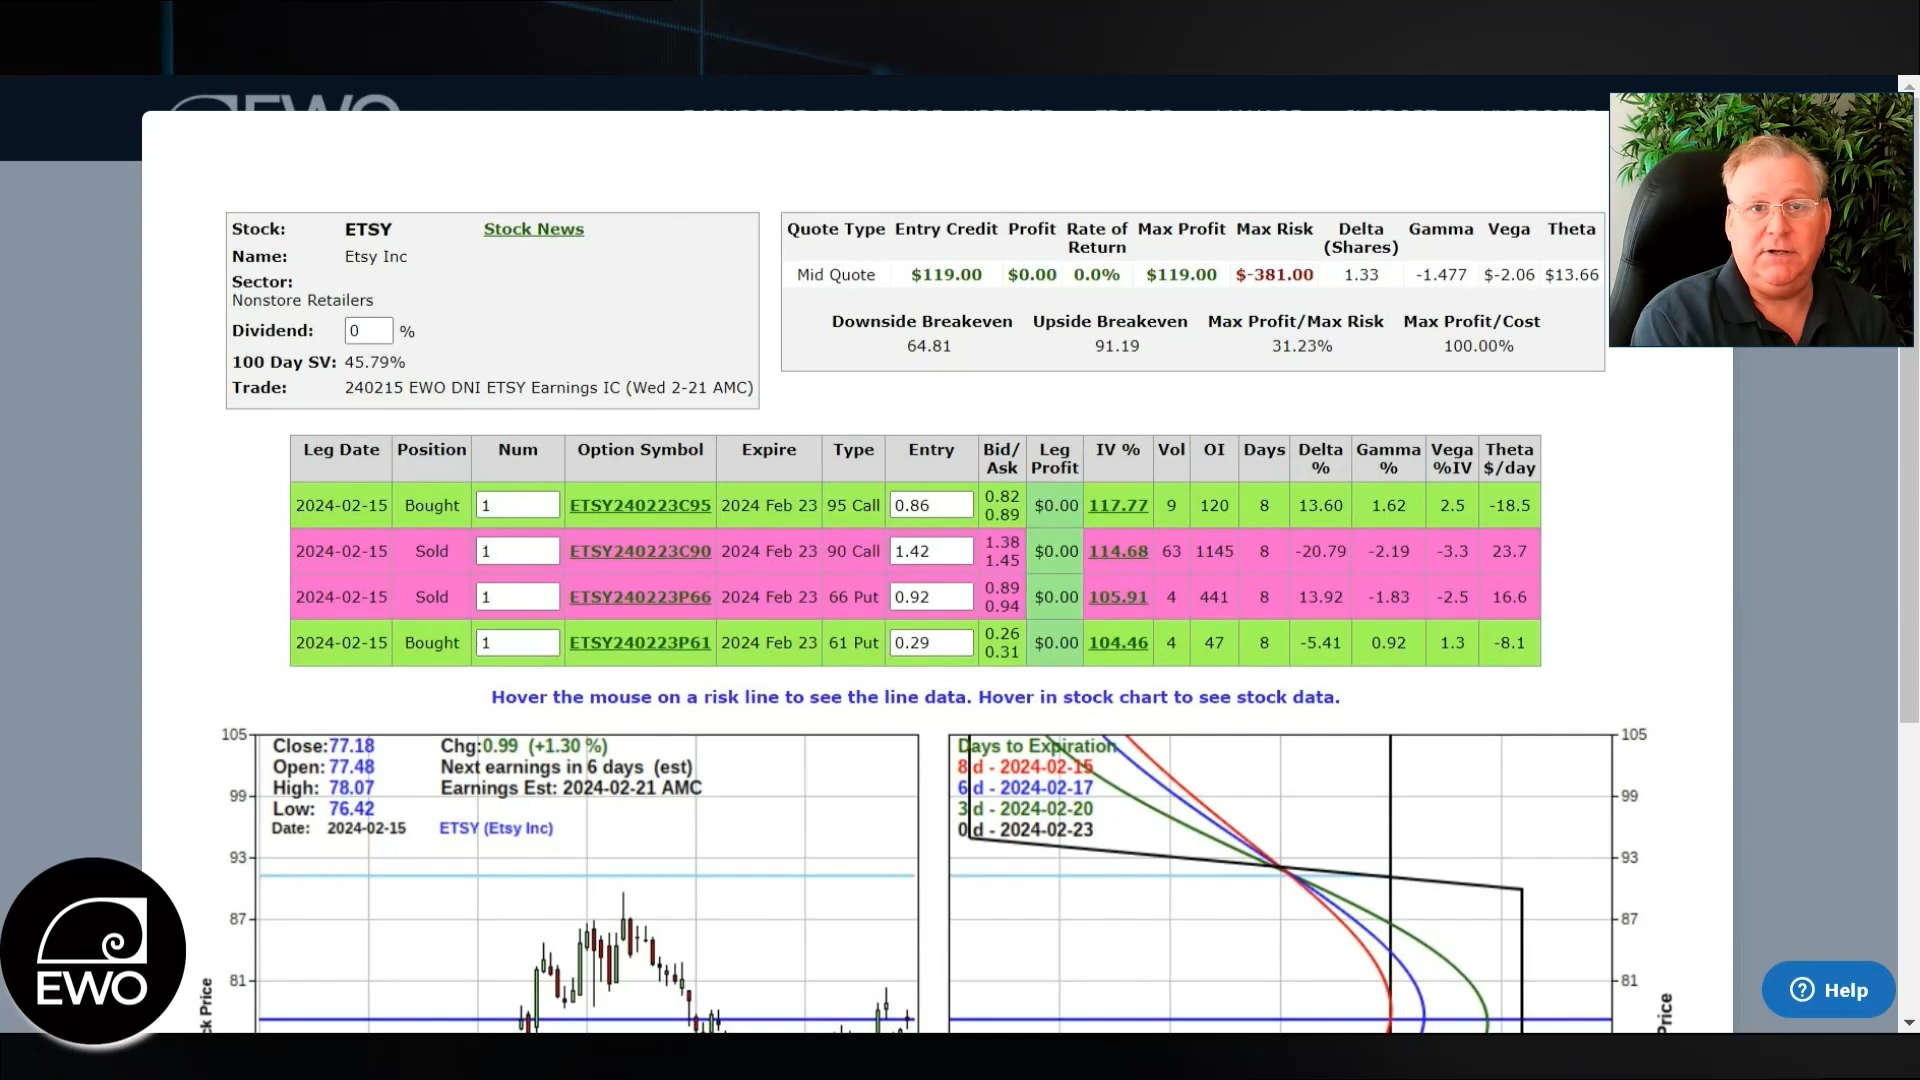 Stock: ETSY Stock News
Name: Etsy Inc
Sector:
Nonstore Retailers
Dividend: 0 %
100 Day SV: 45.79%
Trade: 240215 EWO DNI ETSY Earnings IC (Wed 2-21 AMC)
Quote Type Entry Credit Profit Rate of Return Max Profit Max Risk Delta (Shares) Gamma Vega Theta
Mid Quote $119.00 $0.00 0.0% $119.00 $-381.00 1.33 -1.477 $-2.06 $13.66
Downside Breakeven Upside Breakeven Max Profit/Max Risk Max Profit/Cost
64.81 91.19 31.23% 100.00%
Leg Date Position Num Option Symbol Expire Type Entry Bid/Ask Leg Profit IV % Vol OI Days Delta % Gamma % Vega %IV Theta $/day
2024-02-15 Bought 1 ETSY240223C95 2024 Feb 23 95 Call 0.86 0.82 0.89 $0.00 117.77 9 120 8 13.60 1.62 2.5 -18.5
2024-02-15 Sold 1 ETSY240223C90 2024 Feb 23 90 Call 1.42 1.38 1.45 $0.00 114.68 63 1145 8 -20.79 -2.19 -3.3 23.7
2024-02-15 Sold 1 ETSY240223P66 2024 Feb 23 66 Put 0.92 0.89 0.94 $0.00 105.91 4 441 8 13.92 -1.83 -2.5 16.6
2024-02-15 Bought 1 ETSY240223P61 2024 Feb 23 61 Put 0.29 0.26 0.31 $0.00 104.46 4 47 8 -5.41 0.92 1.3 -8.1
Hover the mouse on a risk line to see the line data. Hover in stock chart to see stock data.
105
99
93
87
81
Close:77.18 Chg:0.99 (+1.30 %)
Open: 77.48 Next earnings in 6 days (est)
High: 78.07 Earnings Est: 2024-02-21 AMC
Low: 76.42
Date: 2024-02-15 ETSY (Etsy Inc)
Days to Expiration
8 d - 2024-02-15
6 d - 2024-02-17
3 d - 2024-02-20
0 d - 2024-02-23
105
99
93
87
81
Price
EWO
Help